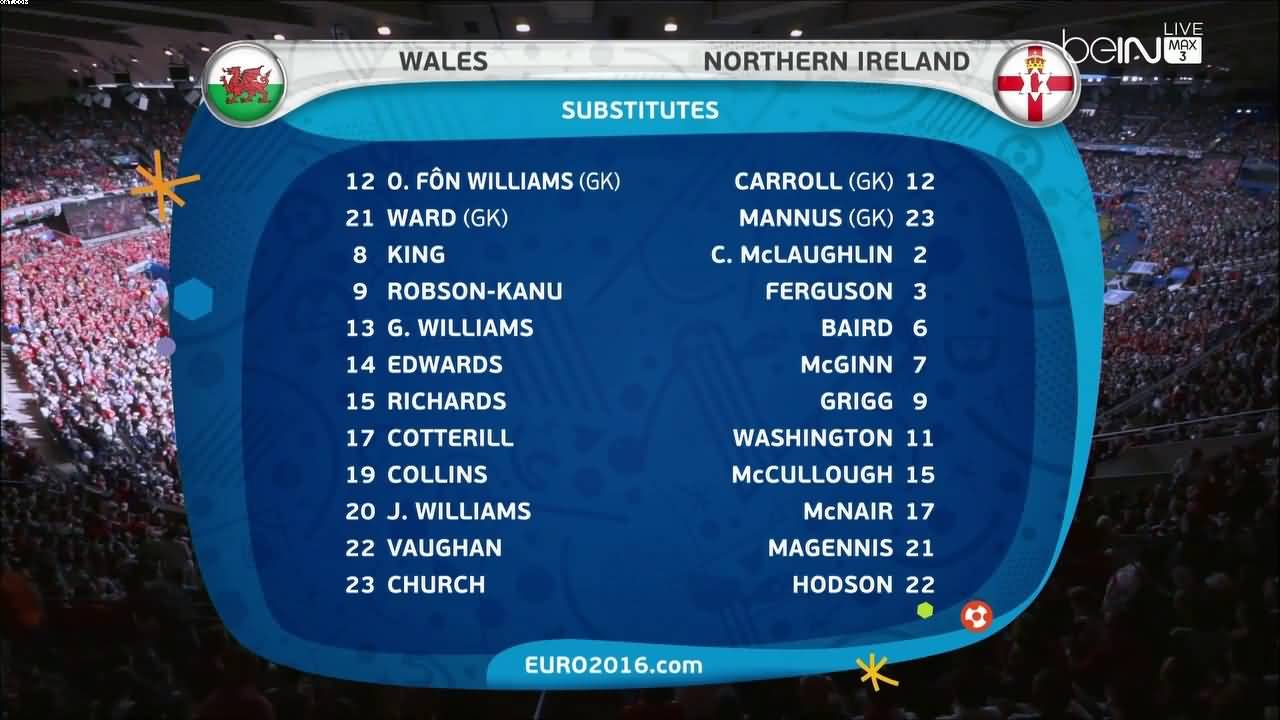 WALES NORTHERN IRELAND
beIN LIVE MAX 3
SUBSTITUTES
12 O. FÔN WILLIAMS (GK) CARROLL (GK) 12
21 WARD (GK) MANNUS (GK) 23
8 KING C. McLAUGHLIN 2
9 ROBSON-KANU FERGUSON 3
13 G. WILLIAMS BAIRD 6
14 EDWARDS McGINN 7
15 RICHARDS GRIGG 9
17 COTTERILL WASHINGTON 11
19 COLLINS McCULLOUGH 15
20 J. WILLIAMS McNAIR 17
22 VAUGHAN MAGENNIS 21
23 CHURCH HODSON 22
EURO2016.com